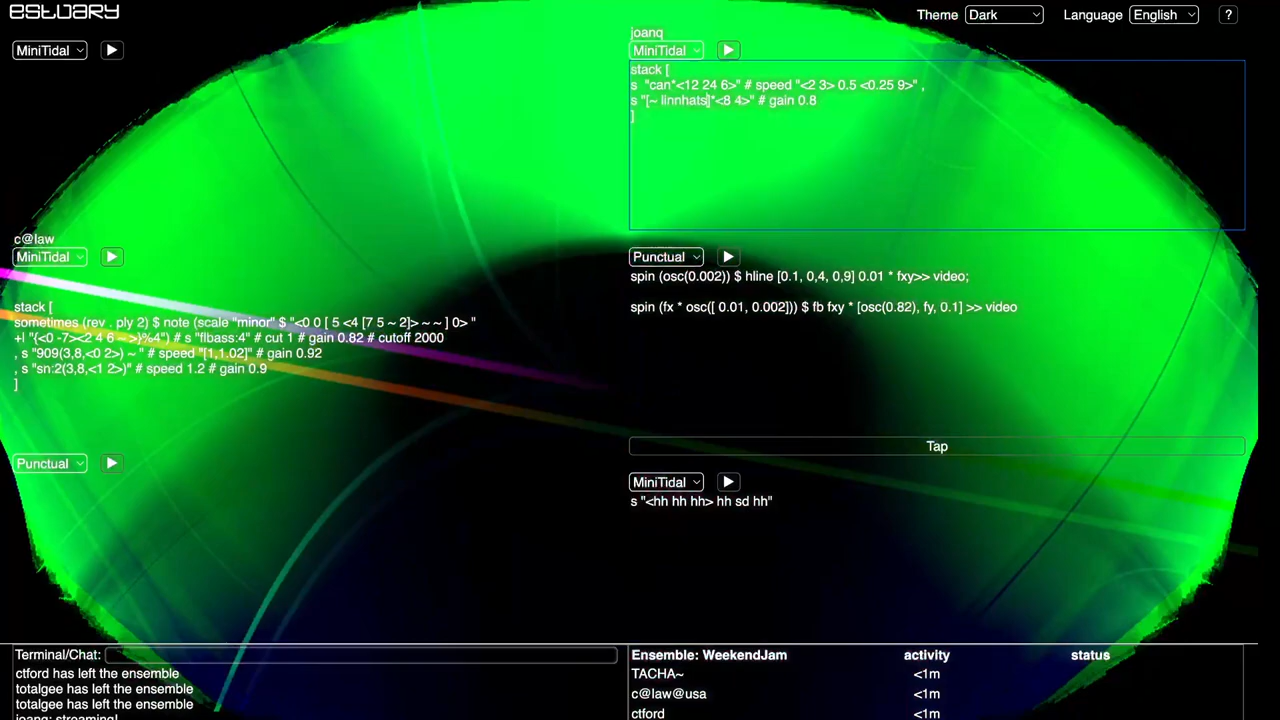 estuary
Theme Dark Language English ?
MiniTidal
joanq
MiniTidal
stack [
s "can*<12 24 6>" # speed "<2 3> 0.5 <0.25 9>" ,
s "[~ linnhats]*<8 4>" # gain 0.8
]
c@law
MiniTidal
stack [
sometimes (rev . ply 2) $ note (scale "minor" $ "<0 0 [ 5 <4 [7 5 ~ 2]> ~ ~ ] 0> "
+| "{<0 -7><2 4 6 ~ >}%4") # s "flbass:4" # cut 1 # gain 0.82 # cutoff 2000
, s "909(3,8,<0 2>) ~ " # speed "[1,1.02]" # gain 0.92
, s "sn:2(3,8,<1 2>)" # speed 1.2 # gain 0.9
]
Punctual
spin (osc(0.002)) $ hline [0.1, 0,4, 0,9] 0.01 * fxy>> video;
spin (fx * osc([ 0.01, 0.002])) $ fb fxy * [osc(0.82), fy, 0.1] >> video
Punctual
Tap
MiniTidal
s "<hh hh hh> hh sd hh"
Terminal/Chat:
ctford has left the ensemble
totalgee has left the ensemble
totalgee has left the ensemble
joanq: streaming!
Ensemble: WeekendJam activity status
TACHA~ <1m
c@law@usa <1m
ctford <1m